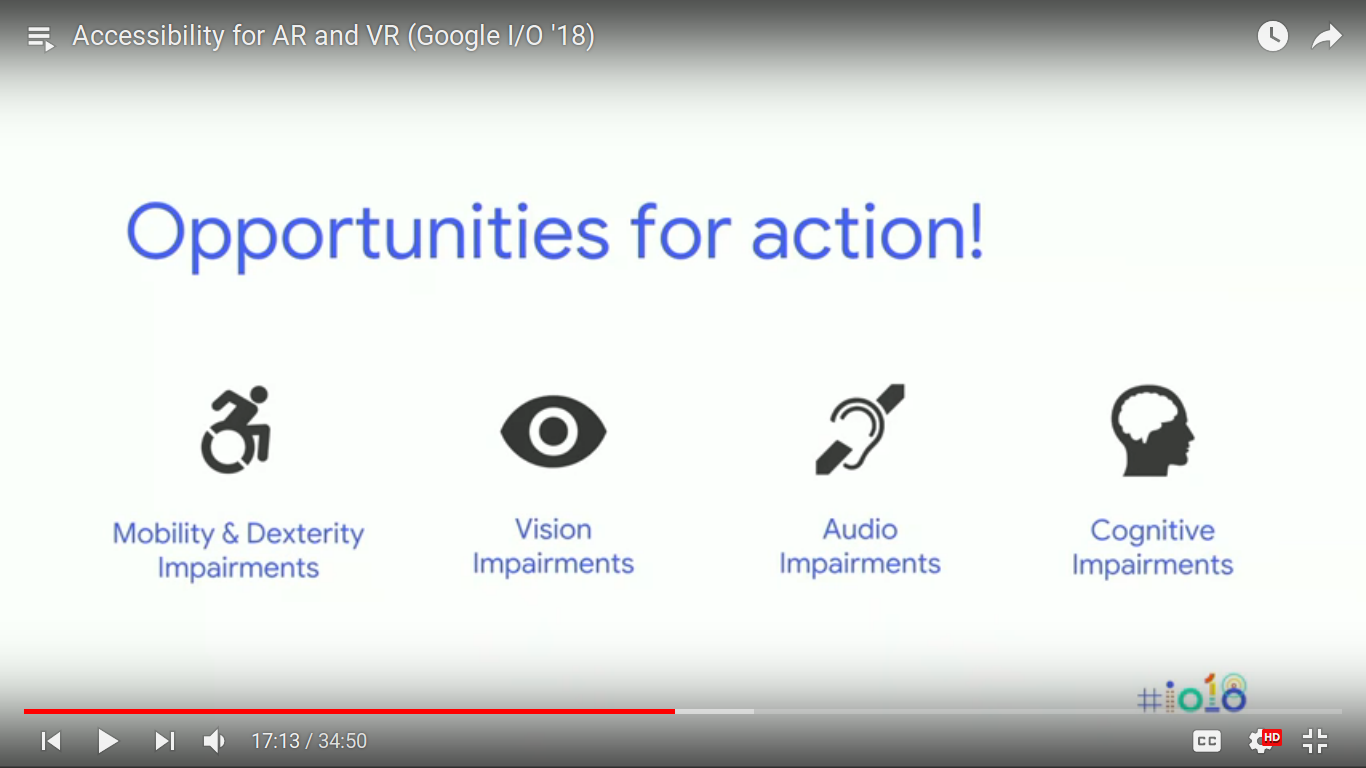 Accessibility for AR and VR (Google I/O '18)
Opportunities for action!
Mobility & Dexterity
Impairments
Vision
Impairments
Audio
Impairments
Cognitive
Impairments
#io18
17:13 / 34:50
CC
HD